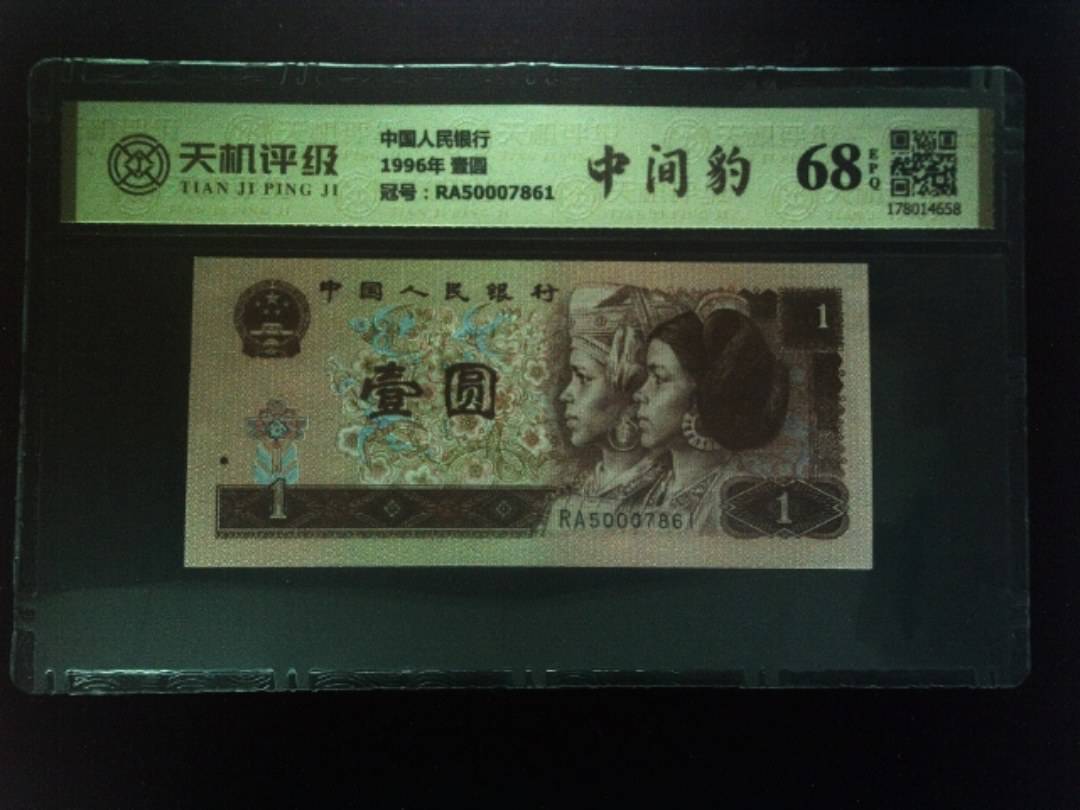 天机评级
TIAN JI PING JI
中国人民银行
1996年 壹圆
冠号：RA50007861
中间豹
68
EPQ
178014658
中国人民银行
1
壹圆
1
RA50007861
1